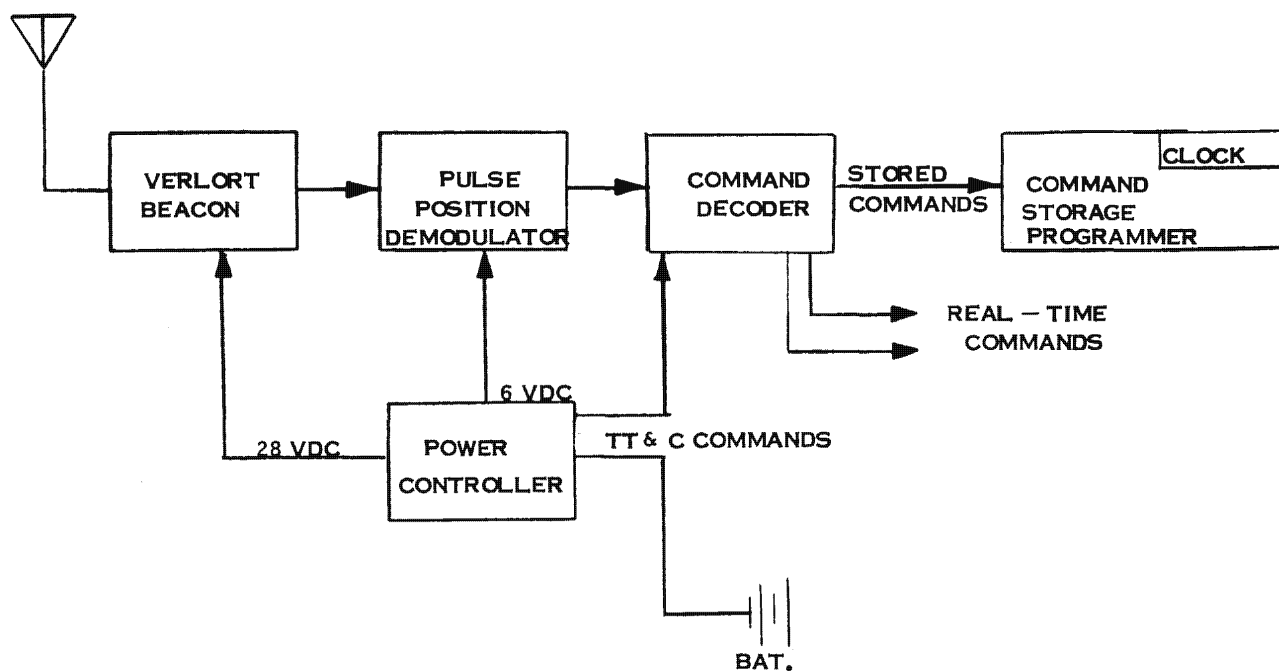 VERLORT
BEACON
PULSE
POSITION
DEMODULATOR
COMMAND
DECODER
STORED
COMMANDS
CLOCK
COMMAND
STORAGE
PROGRAMMER
REAL - TIME
COMMANDS
6 VDC
28 VDC
POWER
CONTROLLER
TT & C COMMANDS
BAT.